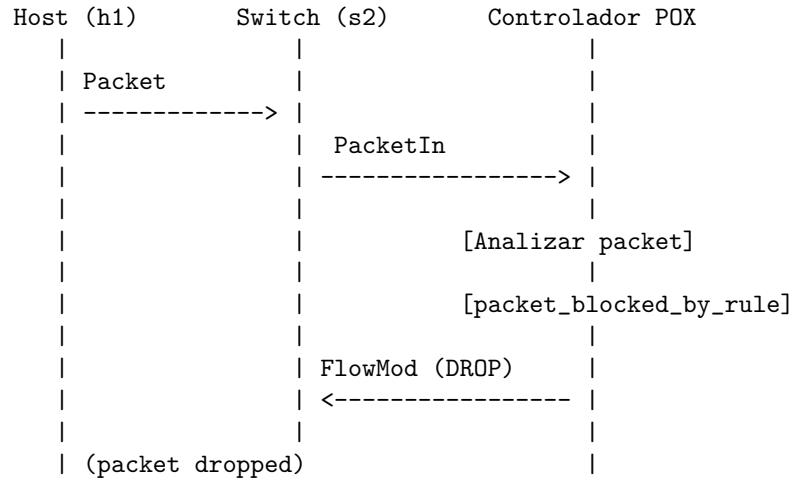 Host (h1) Switch (s2) Controlador POX
Packet
PacketIn
[Analizar packet]
[packet_blocked_by_rule]
FlowMod (DROP)
(packet dropped)